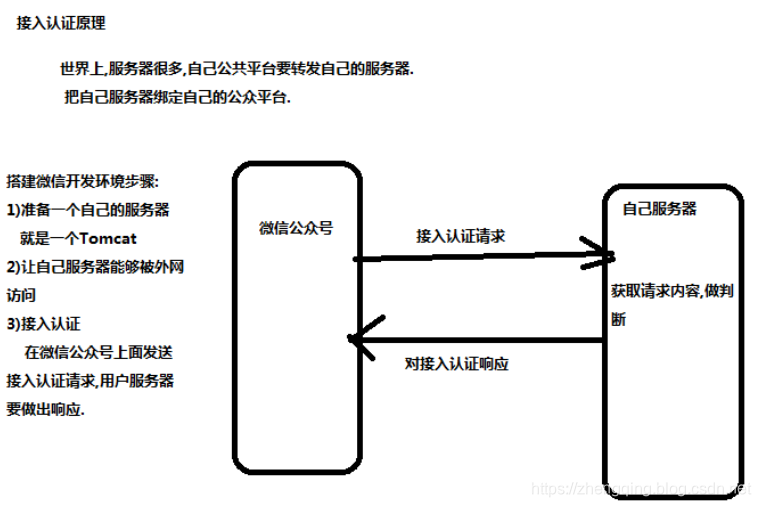 接入认证原理
世界上,服务器很多,自己公共平台要转发自己的服务器.
把自己服务器绑定自己的公众平台.
搭建微信开发环境步骤:
1)准备一个自己的服务器
就是一个Tomcat
2)让自己服务器能够被外网
访问
3)接入认证
在微信公众号上面发送
接入认证请求,用户服务器
要做出响应.
微信公众号
接入认证请求
对接入认证响应
自己服务器
获取请求内容,做判
断
https://zhengqing.blog.csdn.net